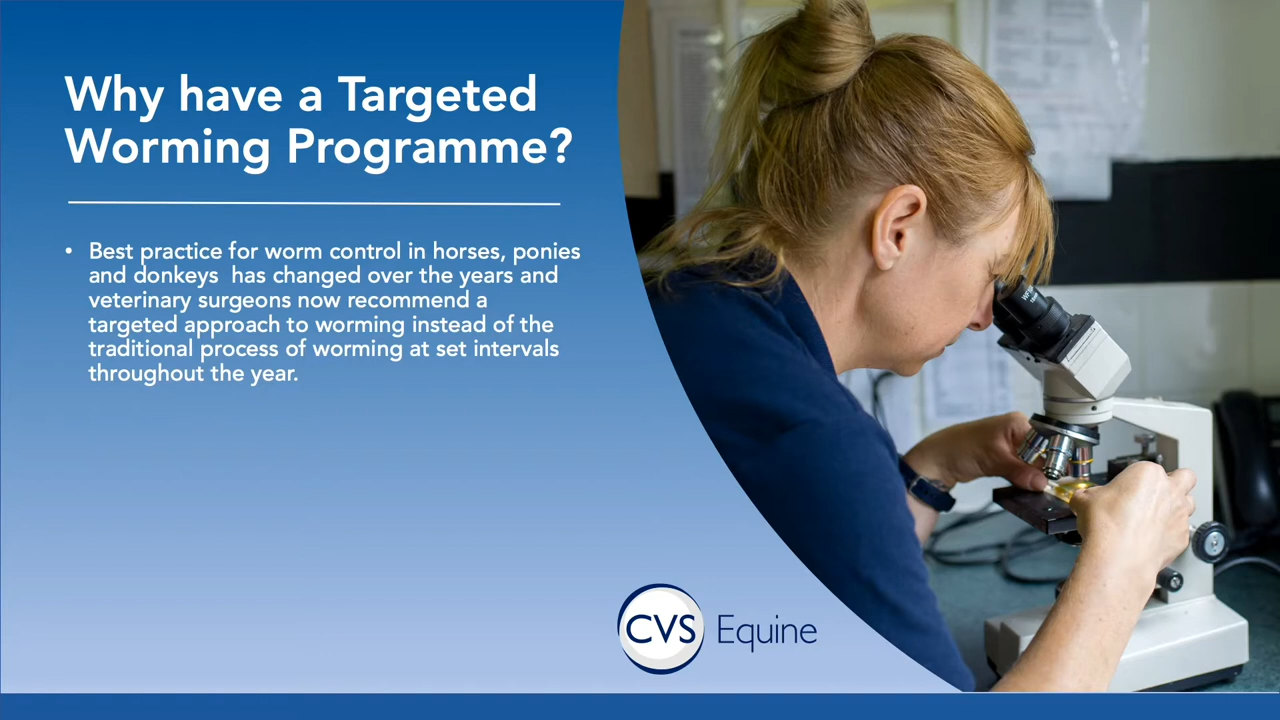 Why have a Targeted
Worming Programme?
• Best practice for worm control in horses, ponies
and donkeys  has changed over the years and
veterinary surgeons now recommend a
targeted approach to worming instead of the
traditional process of worming at set intervals
throughout the year.
CVS Equine